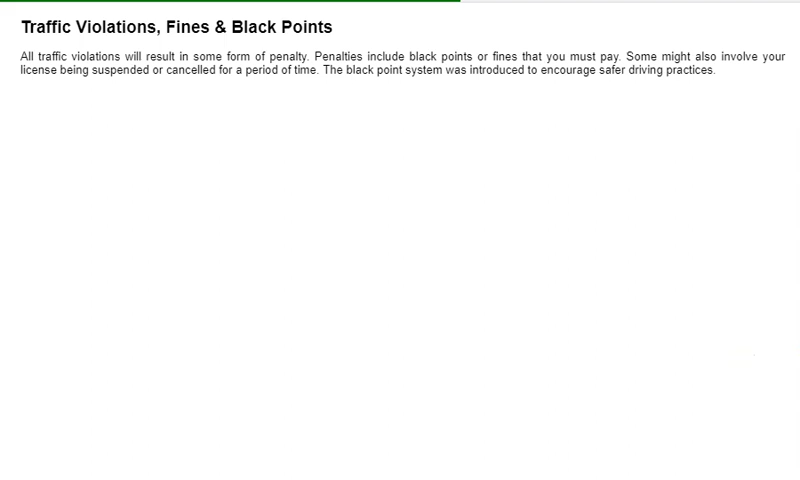 Traffic Violations, Fines & Black Points
All traffic violations will result in some form of penalty. Penalties include black points or fines that you must pay. Some might also involve your
license being suspended or cancelled for a period of time. The black point system was introduced to encourage safer driving practices.